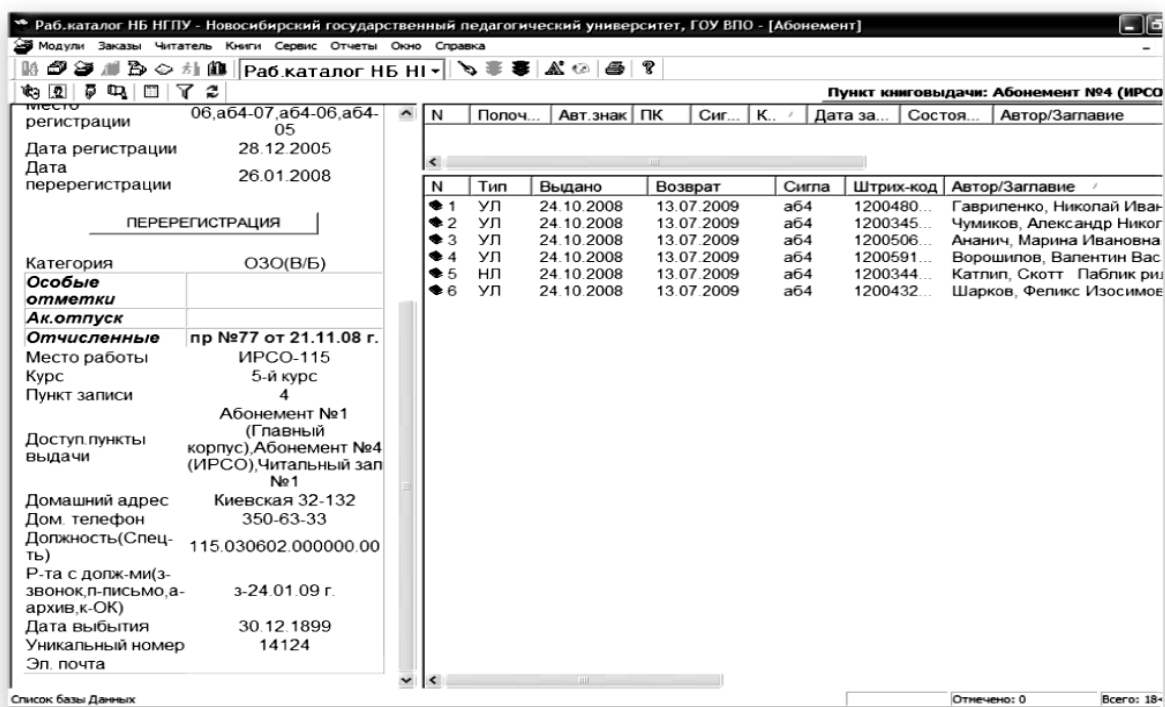 Раб.каталог НБ НГПУ - Новосибирский государственный педагогический университет, ГОУ ВПО - [Абонемент]
Модули Заказы Читатель Книги Сервис Отчеты Окно Справка
Раб.каталог НБ НГ
Пункт книговыдачи: Абонемент №4 (ИРСО
Место регистрации 06,аб4-07,аб4-06,аб4-05
Дата регистрации 28.12.2005
Дата перерегистрации 26.01.2008
ПЕРЕРЕГИСТРАЦИЯ
Категория ОЗО(В/Б)
Особые отметки
Ак.отпуск
Отчисленные пр №77 от 21.11.08 г.
Место работы ИРСО-115
Курс 5-й курс
Пункт записи 4
Доступ.пункты выдачи Абонемент №1 (Главный корпус),Абонемент №4 (ИРСО),Читальный зал №1
Домашний адрес Киевская 32-132
Дом. телефон 350-63-33
Должность(Спец-ть) 115.030602.000000.00
Р-та с долж-ми(з-звонок,п-письмо,а-архив,к-ОК) з-24.01.09 г.
Дата выбытия 30.12.1899
Уникальный номер 14124
Эл. почта
N Полоч... Авт.знак ПК Сиг... К.. Дата за... Состоя... Автор/Заглавие
N Тип Выдано Возврат Сигла Штрих-код Автор/Заглавие
1 УЛ 24.10.2008 13.07.2009 аб4 1200480... Гавриленко, Николай Иван
2 УЛ 24.10.2008 13.07.2009 аб4 1200345... Чумиков, Александр Никол
3 УЛ 24.10.2008 13.07.2009 аб4 1200506... Ананич, Марина Ивановна
4 УЛ 24.10.2008 13.07.2009 аб4 1200591... Ворошилов, Валентин Вас
5 НЛ 24.10.2008 13.07.2009 аб4 1200344... Катлип, Скотт Паблик ри
6 УЛ 24.10.2008 13.07.2009 аб4 1200432... Шарков, Феликс Изосимов
Список базы Данных
Отмечено: 0
Всего: 18